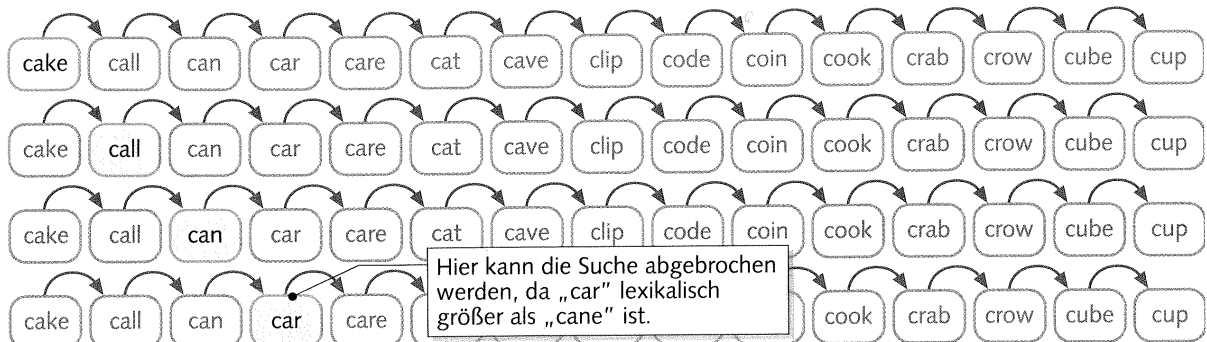 cake call can car care cat cave clip code coin cook crab crow cube cup
cake call can car care cat cave clip code coin cook crab crow cube cup
cake call can car care cat cave clip code coin cook crab crow cube cup
cake call can car care cook crab crow cube cup
Hier kann die Suche abgebrochen
werden, da „car” lexikalisch
größer als „cane” ist.